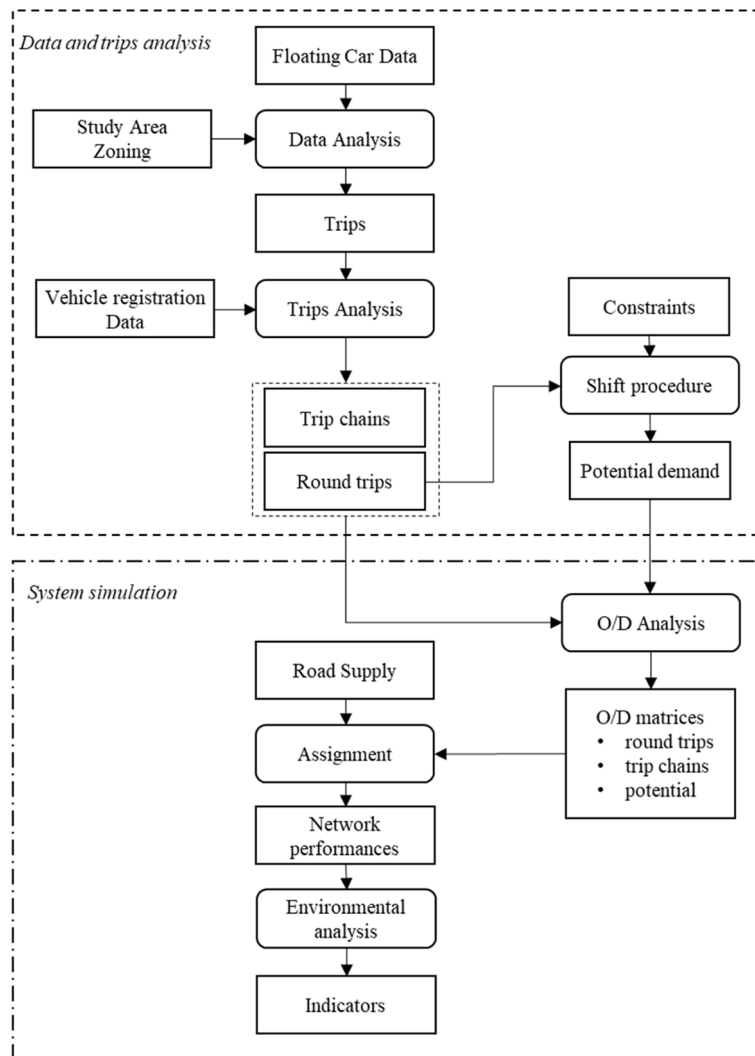 Data and trips analysis
Floating Car Data
Study Area
Zoning
Data Analysis
Trips
Vehicle registration
Data
Trips Analysis
Constraints
Trip chains
Shift procedure
Round trips
Potential demand
System simulation
O/D Analysis
Road Supply
O/D matrices
• round trips
• trip chains
• potential
Assignment
Network
performances
Environmental
analysis
Indicators